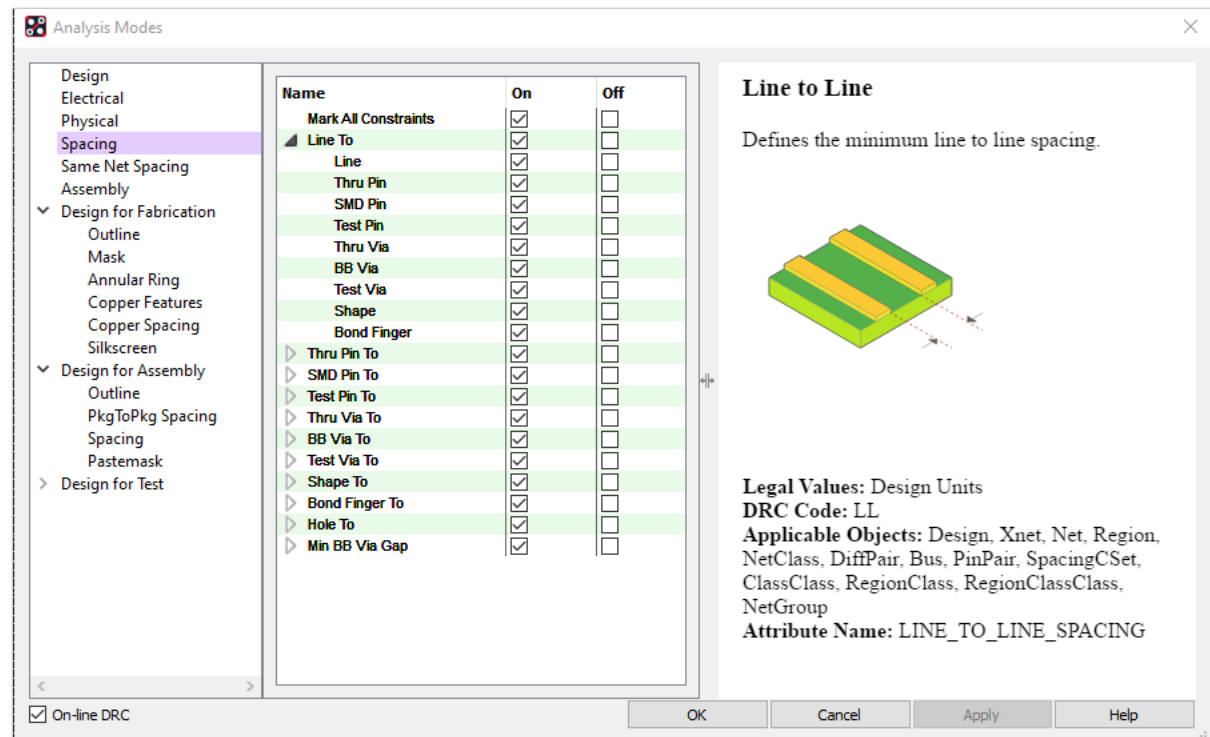 Analysis Modes
Design
Electrical
Physical
Spacing
Same Net Spacing
Assembly
Design for Fabrication
Outline
Mask
Annular Ring
Copper Features
Copper Spacing
Silkscreen
Design for Assembly
Outline
PkgToPkg Spacing
Spacing
Pastemask
Design for Test
Name On Off
Mark All Constraints
Line To
Line
Thru Pin
SMD Pin
Test Pin
Thru Via
BB Via
Test Via
Shape
Bond Finger
Thru Pin To
SMD Pin To
Test Pin To
Thru Via To
BB Via To
Test Via To
Shape To
Bond Finger To
Hole To
Min BB Via Gap
Line to Line
Defines the minimum line to line spacing.
Legal Values: Design Units
DRC Code: LL
Applicable Objects: Design, Xnet, Net, Region,
NetClass, DiffPair, Bus, PinPair, SpacingCSet,
ClassClass, RegionClass, RegionClassClass,
NetGroup
Attribute Name: LINE_TO_LINE_SPACING
On-line DRC
OK Cancel Apply Help